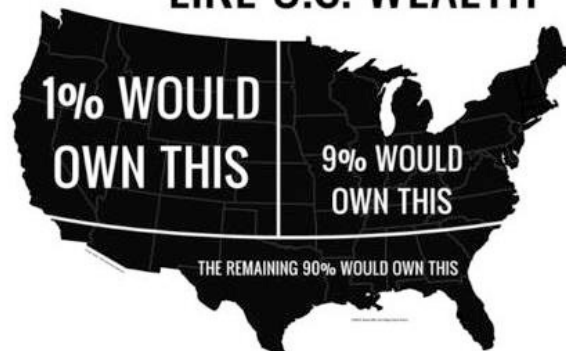 LIKE U.S. WEALTH
1% WOULD
OWN THIS
9% WOULD
OWN THIS
THE REMAINING 90% WOULD OWN THIS